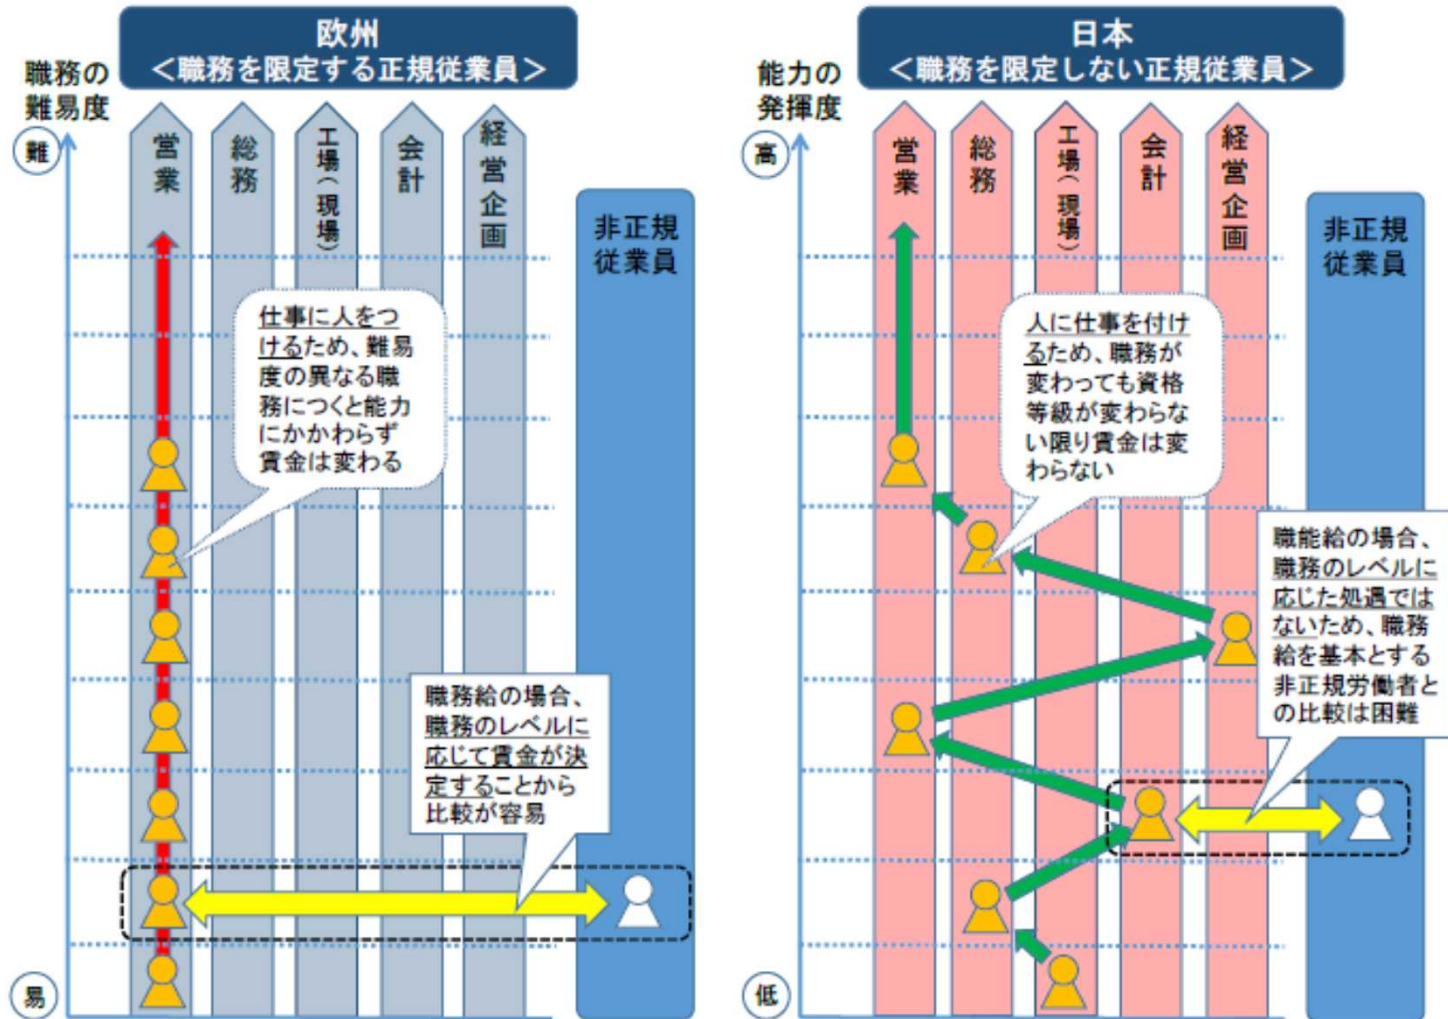 欧州
＜職務を限定する正規従業員＞
職務の
難易度
難
営業
総務
工場（現場）
会計
経営企画
非正規
従業員
仕事に人をつ
けるため、難易
度の異なる職
務につくと能力
にかかわらず
賃金は変わる
職務給の場合、
職務のレベルに
応じて賃金が決
定することから
比較が容易
易
日本
＜職務を限定しない正規従業員＞
能力の
発揮度
高
営業
総務
工場（現場）
会計
経営企画
非正規
従業員
人に仕事を付け
るため、職務が
変わっても資格
等級が変わらな
い限り賃金は変
わらない
職能給の場合、
職務のレベルに
応じた処遇では
ないため、職務
給を基本とする
非正規労働者と
の比較は困難
低